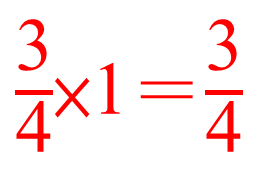 3/4 × 1 = 3/4